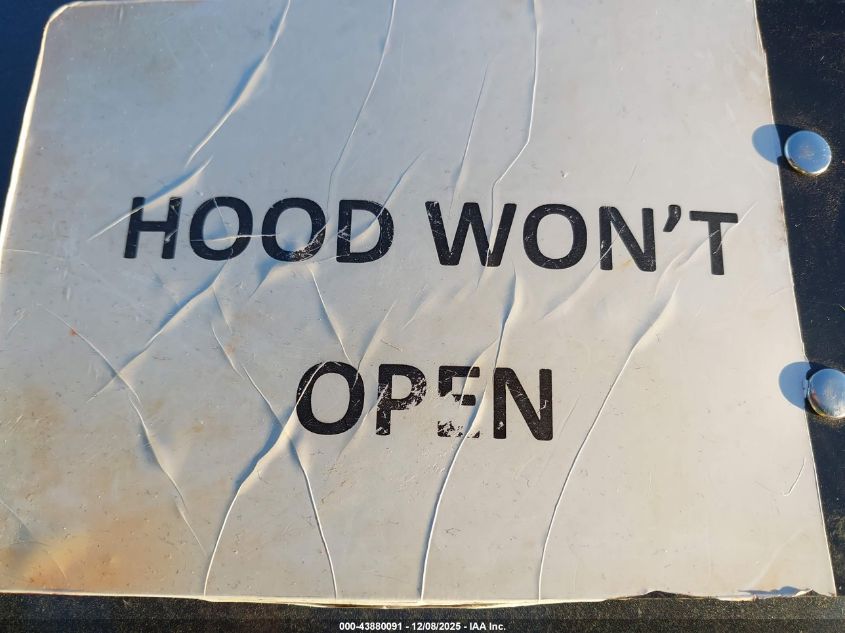 HOOD WON'T
OPEN
000-43880091 - 12/08/2025 - IAA Inc.